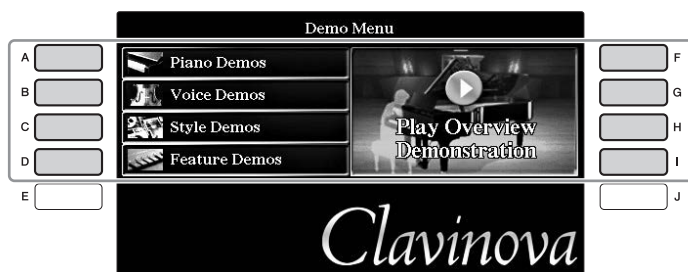 Demo Menu
A
Piano Demos
F
B
Voice Demos
G
C
Style Demos
Play Overview
H
D
Feature Demos
Demonstration
I
E
J
Clavinova